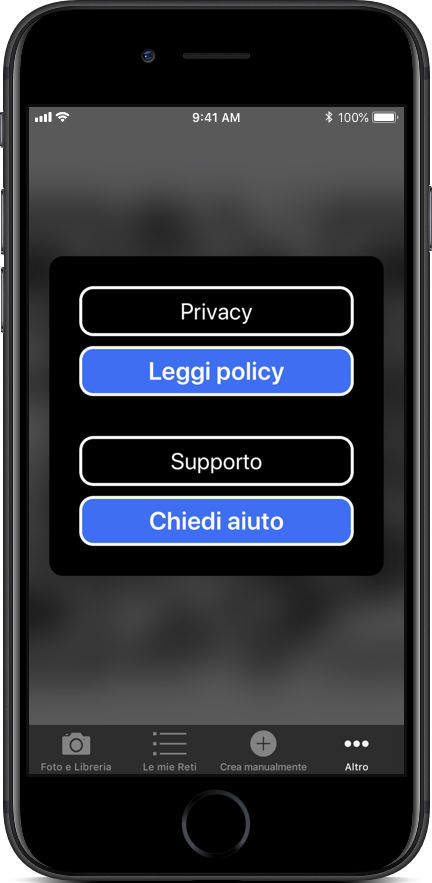 9:41 AM 100%
Privacy
Leggi policy
Supporto
Chiedi aiuto
Foto e Libreria Le mie Reti Crea manualmente Altro